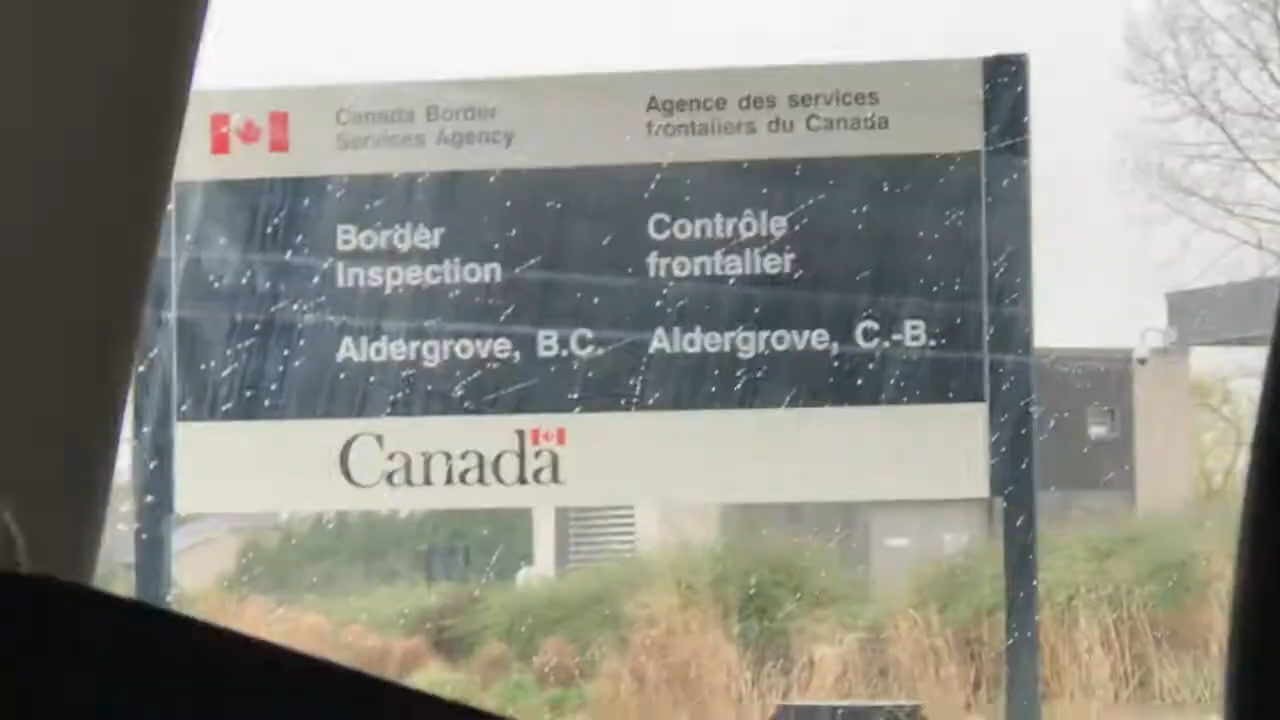 Canada Border
Services Agency
Agence des services
frontaliers du Canada
Border
Inspection
Contrôle
frontalier
Aldergrove, B.C.
Aldergrove, C.-B.
Canada